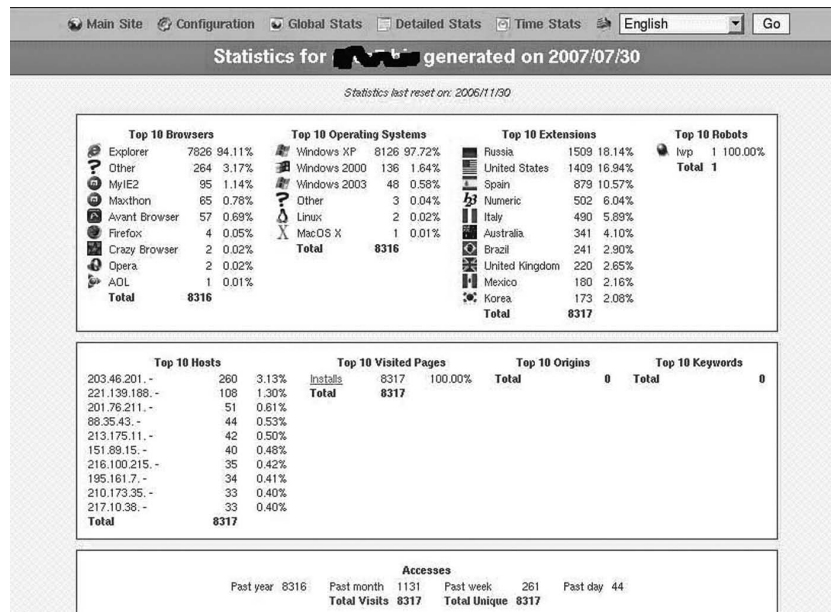 Main Site Configuration Global Stats Detailed Stats Time Stats English Go
Statistics for generated on 2007/07/30
Statistics last reset on: 2006/11/30
Top 10 Browsers
Explorer 7826 94.11%
Other 264 3.17%
MyIE2 95 1.14%
Maxthon 65 0.78%
Avant Browser 57 0.69%
Firefox 4 0.05%
Crazy Browser 2 0.02%
Opera 2 0.02%
AOL 1 0.01%
Total 8316
Top 10 Operating Systems
Windows XP 8126 97.72%
Windows 2000 136 1.64%
Windows 2003 48 0.58%
Other 3 0.04%
Linux 2 0.02%
MacOS X 1 0.01%
Total 8316
Top 10 Extensions
Russia 1509 18.14%
United States 1409 16.94%
Spain 879 10.57%
Numeric 502 6.04%
Italy 490 5.89%
Australia 341 4.10%
Brazil 241 2.90%
United Kingdom 220 2.65%
Mexico 180 2.16%
Korea 173 2.08%
Total 8317
Top 10 Robots
lwp 1 100.00%
Total 1
Top 10 Hosts
203.46.201. - 260 3.13%
221.139.188. - 108 1.30%
201.76.211. - 51 0.61%
88.35.43. - 44 0.53%
213.175.11. - 42 0.50%
151.89.15. - 40 0.48%
216.100.215. - 35 0.42%
195.161.7. - 34 0.41%
210.173.35. - 33 0.40%
217.10.38. - 33 0.40%
Total 8317
Top 10 Visited Pages
Installs 8317 100.00%
Total 8317
Top 10 Origins
Total 0
Top 10 Keywords
Total 0
Accesses
Past year 8316 Past month 1131 Past week 261 Past day 44
Total Visits 8317 Total Unique 8317